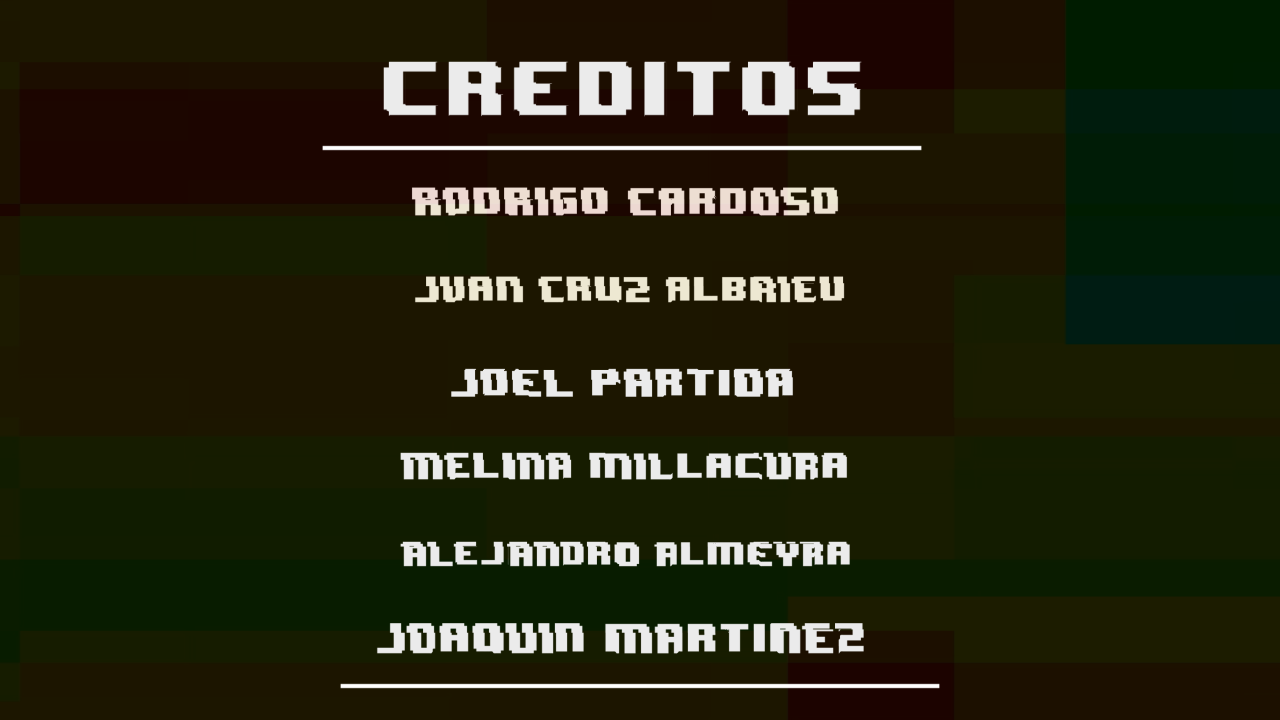 CREDITOS
RODRIGO CARDOSO
JUAN CRUZ ALBRIEU
JOEL PARTIDA
MELINA MILLACURA
ALEJANDRO ALMEYRA
JOAQUIN MARTINEZ